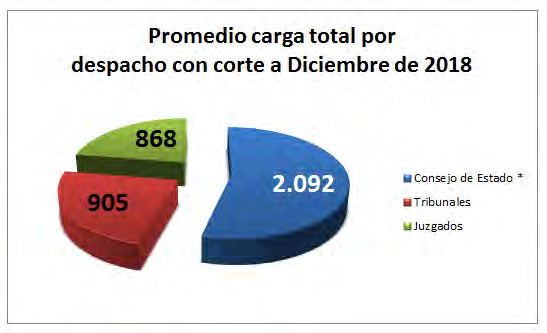 Promedio carga total por
despacho con corte a Diciembre de 2018
868
2.092
905
Consejo de Estado *
Tribunales
Juzgados